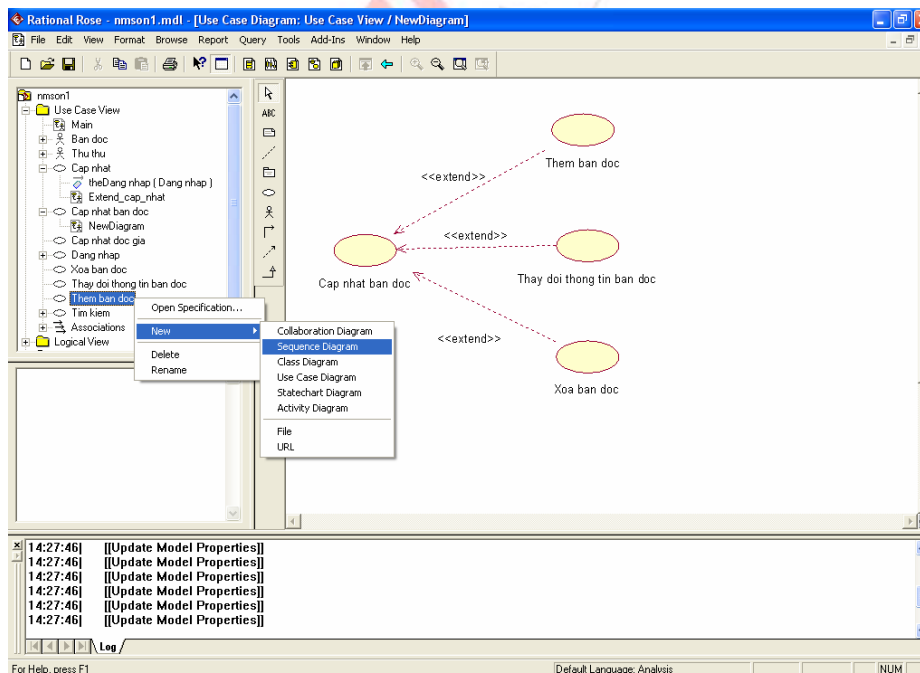 Rational Rose - nmson1.mdl - [Use Case Diagram: Use Case View / NewDiagram]
File Edit View Format Browse Report Query Tools Add-Ins Window Help
ABC
nmson1
Use Case View
Main
Ban doc
Thu thu
Cap nhat
theDang nhap ( Dang nhap )
Extend_cap_nhat
Cap nhat ban doc
NewDiagram
Cap nhat doc gia
Dang nhap
Xoa ban doc
Thay doi thong tin ban doc
Them ban doc
Tim kiem
Associations
Logical View
Open Specification...
New
Delete
Rename
Collaboration Diagram
Sequence Diagram
Class Diagram
Use Case Diagram
Statechart Diagram
Activity Diagram
File
URL
Them ban doc
<<extend>>
<<extend>>
Cap nhat ban doc
Thay doi thong tin ban doc
<<extend>>
Xoa ban doc
14:27:46| [[Update Model Properties]]
14:27:46| [[Update Model Properties]]
14:27:46| [[Update Model Properties]]
14:27:46| [[Update Model Properties]]
14:27:46| [[Update Model Properties]]
14:27:46| [[Update Model Properties]]
Log
For Help, press F1
Default Language: Analysis
NUM